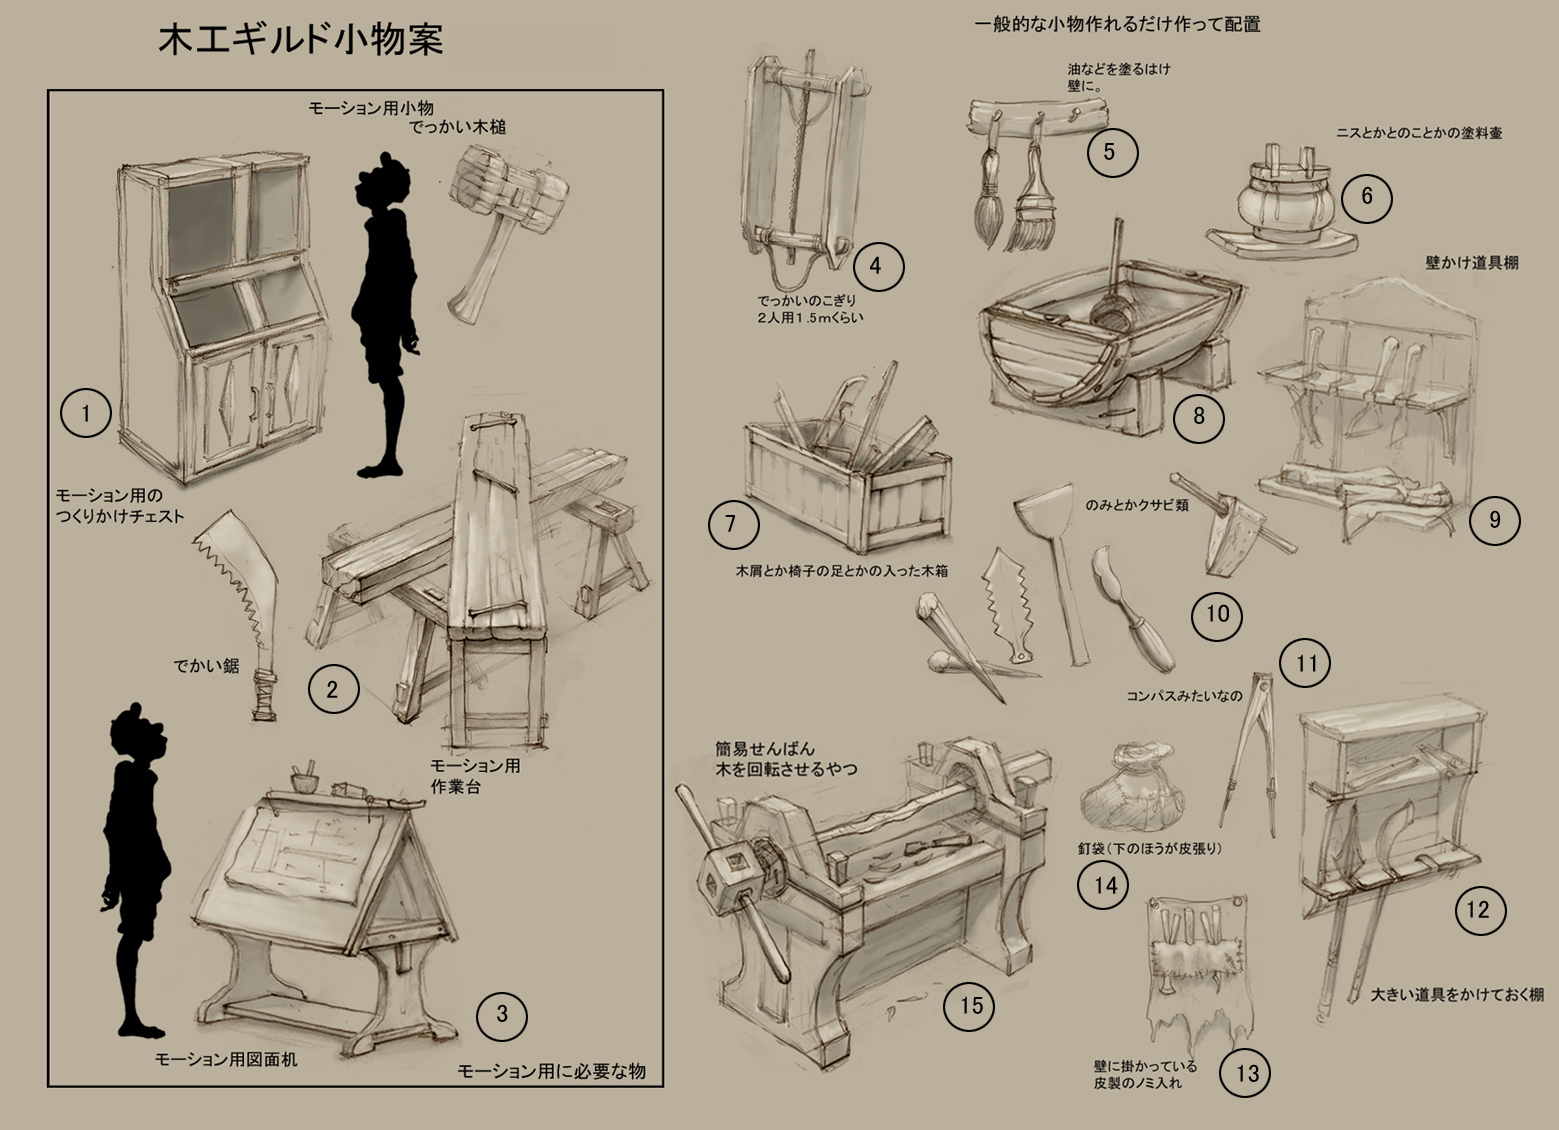 木工ギルド小物案
モーション用小物
でっかい木槌
1
モーション用の
つくりかけチェスト
でかい鋸
2
モーション用
作業台
3
モーション用図面机
モーション用に必要な物
一般的な小物作れるだけ作って配置
4
でっかいのこぎり
2人用1.5mくらい
油などを塗るはけ
壁に。
5
ニスとかとのことかの塗料壷
6
7
木屑とか椅子の足とかの入った木箱
8
壁かけ道具棚
9
のみとかクサビ類
10
コンパスみたいなの
11
12
大きい道具をかけておく棚
釘袋（下のほうが皮張り）
14
壁に掛かっている
皮製のノミ入れ
13
簡易せんばん
木を回転させるやつ
15